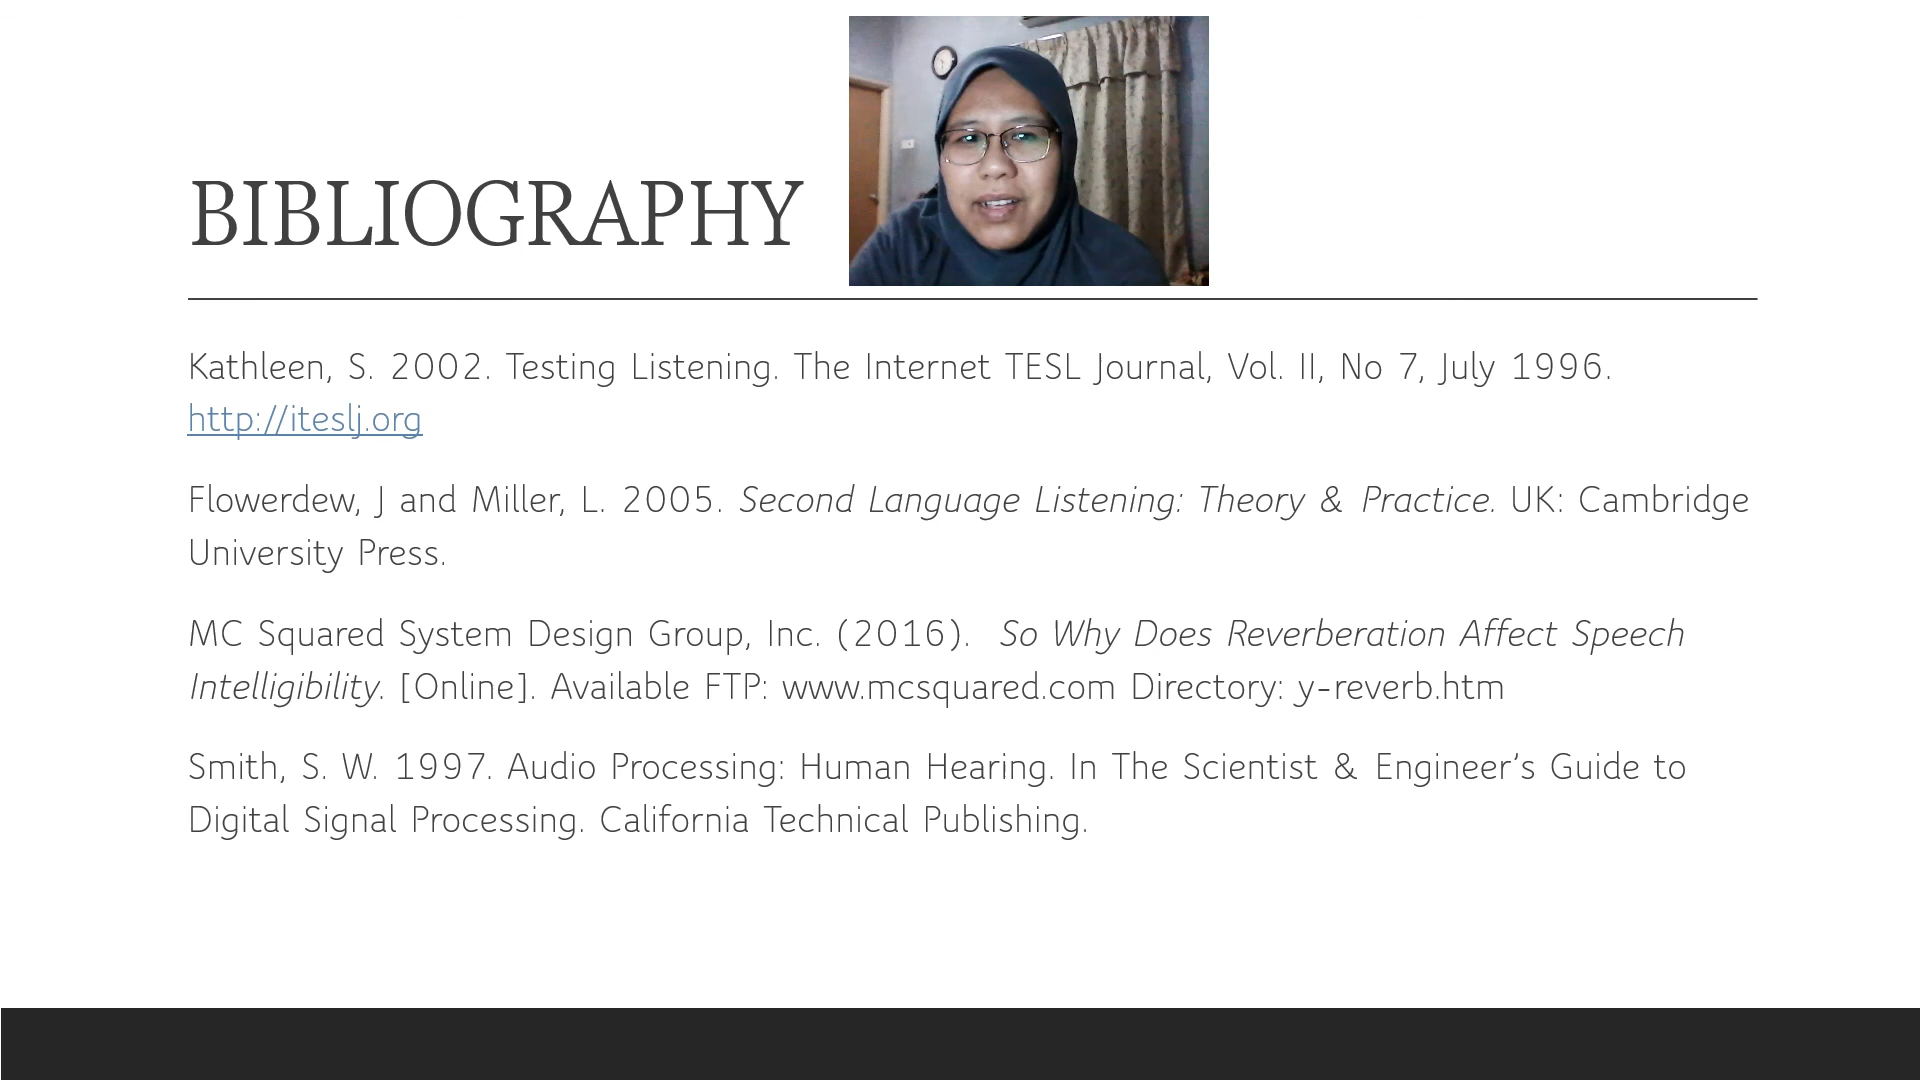 BIBLIOGRAPHY
Kathleen, S. 2002. Testing Listening. The Internet TESL Journal, Vol. II, No 7, July 1996.
http://iteslj.org
Flowerdew, J and Miller, L. 2005. Second Language Listening: Theory & Practice. UK: Cambridge
University Press.
MC Squared System Design Group, Inc. (2016).  So Why Does Reverberation Affect Speech
Intelligibility. [Online]. Available FTP: www.mcsquared.com Directory: y-reverb.htm
Smith, S. W. 1997. Audio Processing: Human Hearing. In The Scientist & Engineer’s Guide to
Digital Signal Processing. California Technical Publishing.